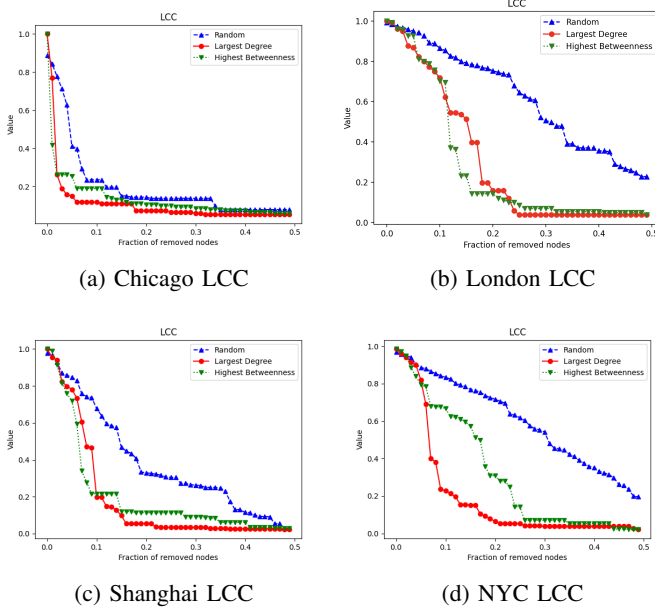 LCC
Random
Largest Degree
Highest Betweenness
Value
1.0
0.8
0.6
0.4
0.2
0.0 0.1 0.2 0.3 0.4 0.5
Fraction of removed nodes
(a) Chicago LCC
LCC
Random
Largest Degree
Highest Betweenness
Value
1.0
0.8
0.6
0.4
0.2
0.0
0.0 0.1 0.2 0.3 0.4 0.5
Fraction of removed nodes
(b) London LCC
LCC
Random
Largest Degree
Highest Betweenness
Value
1.0
0.8
0.6
0.4
0.2
0.0
0.0 0.1 0.2 0.3 0.4 0.5
Fraction of removed nodes
(c) Shanghai LCC
LCC
Random
Largest Degree
Highest Betweenness
Value
1.0
0.8
0.6
0.4
0.2
0.0
0.0 0.1 0.2 0.3 0.4 0.5
Fraction of removed nodes
(d) NYC LCC